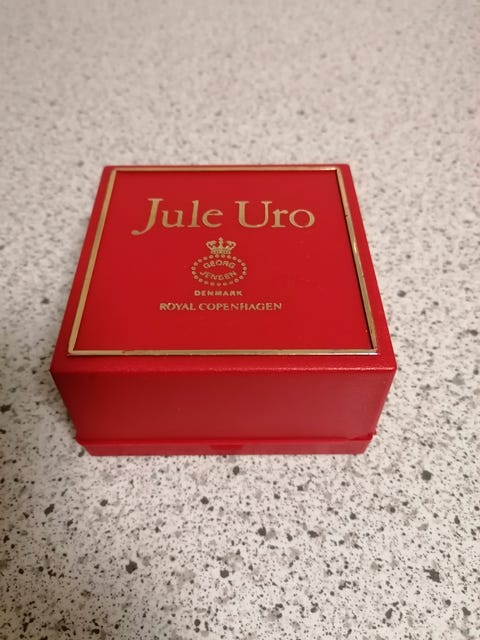 Jule Uro
GEORG
JENSEN
DENMARK
ROYAL COPENHAGEN